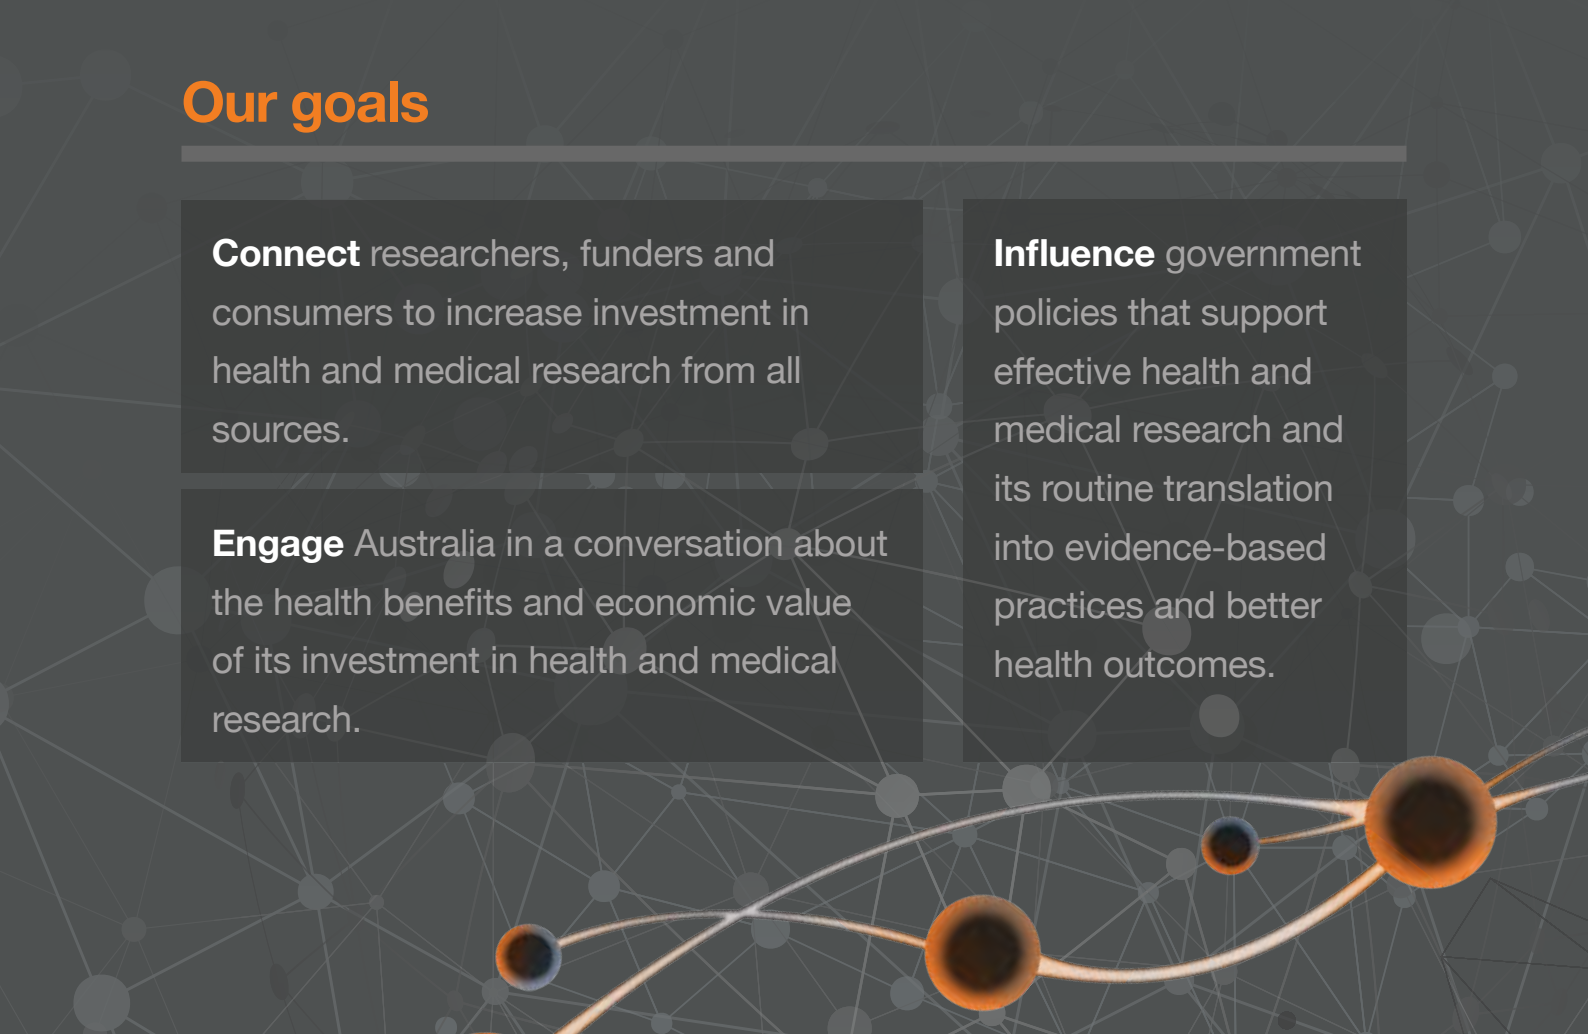 Our goals
Connect researchers, funders and
consumers to increase investment in
health and medical research from all
sources.
Engage Australia in a conversation about
the health benefits and economic value
of its investment in health and medical
research.
Influence government
policies that support
effective health and
medical research and
its routine translation
into evidence-based
practices and better
health outcomes.